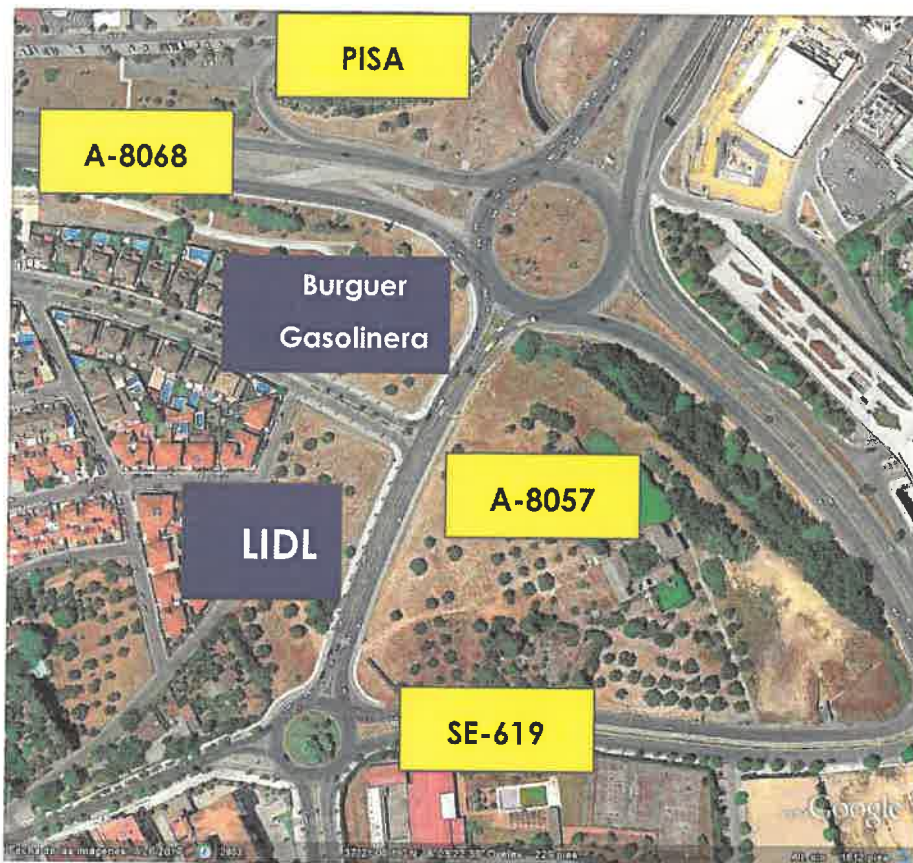 PISA
A-8068
Burguer
Gasolinera
A-8057
LIDL
SE-619
Google